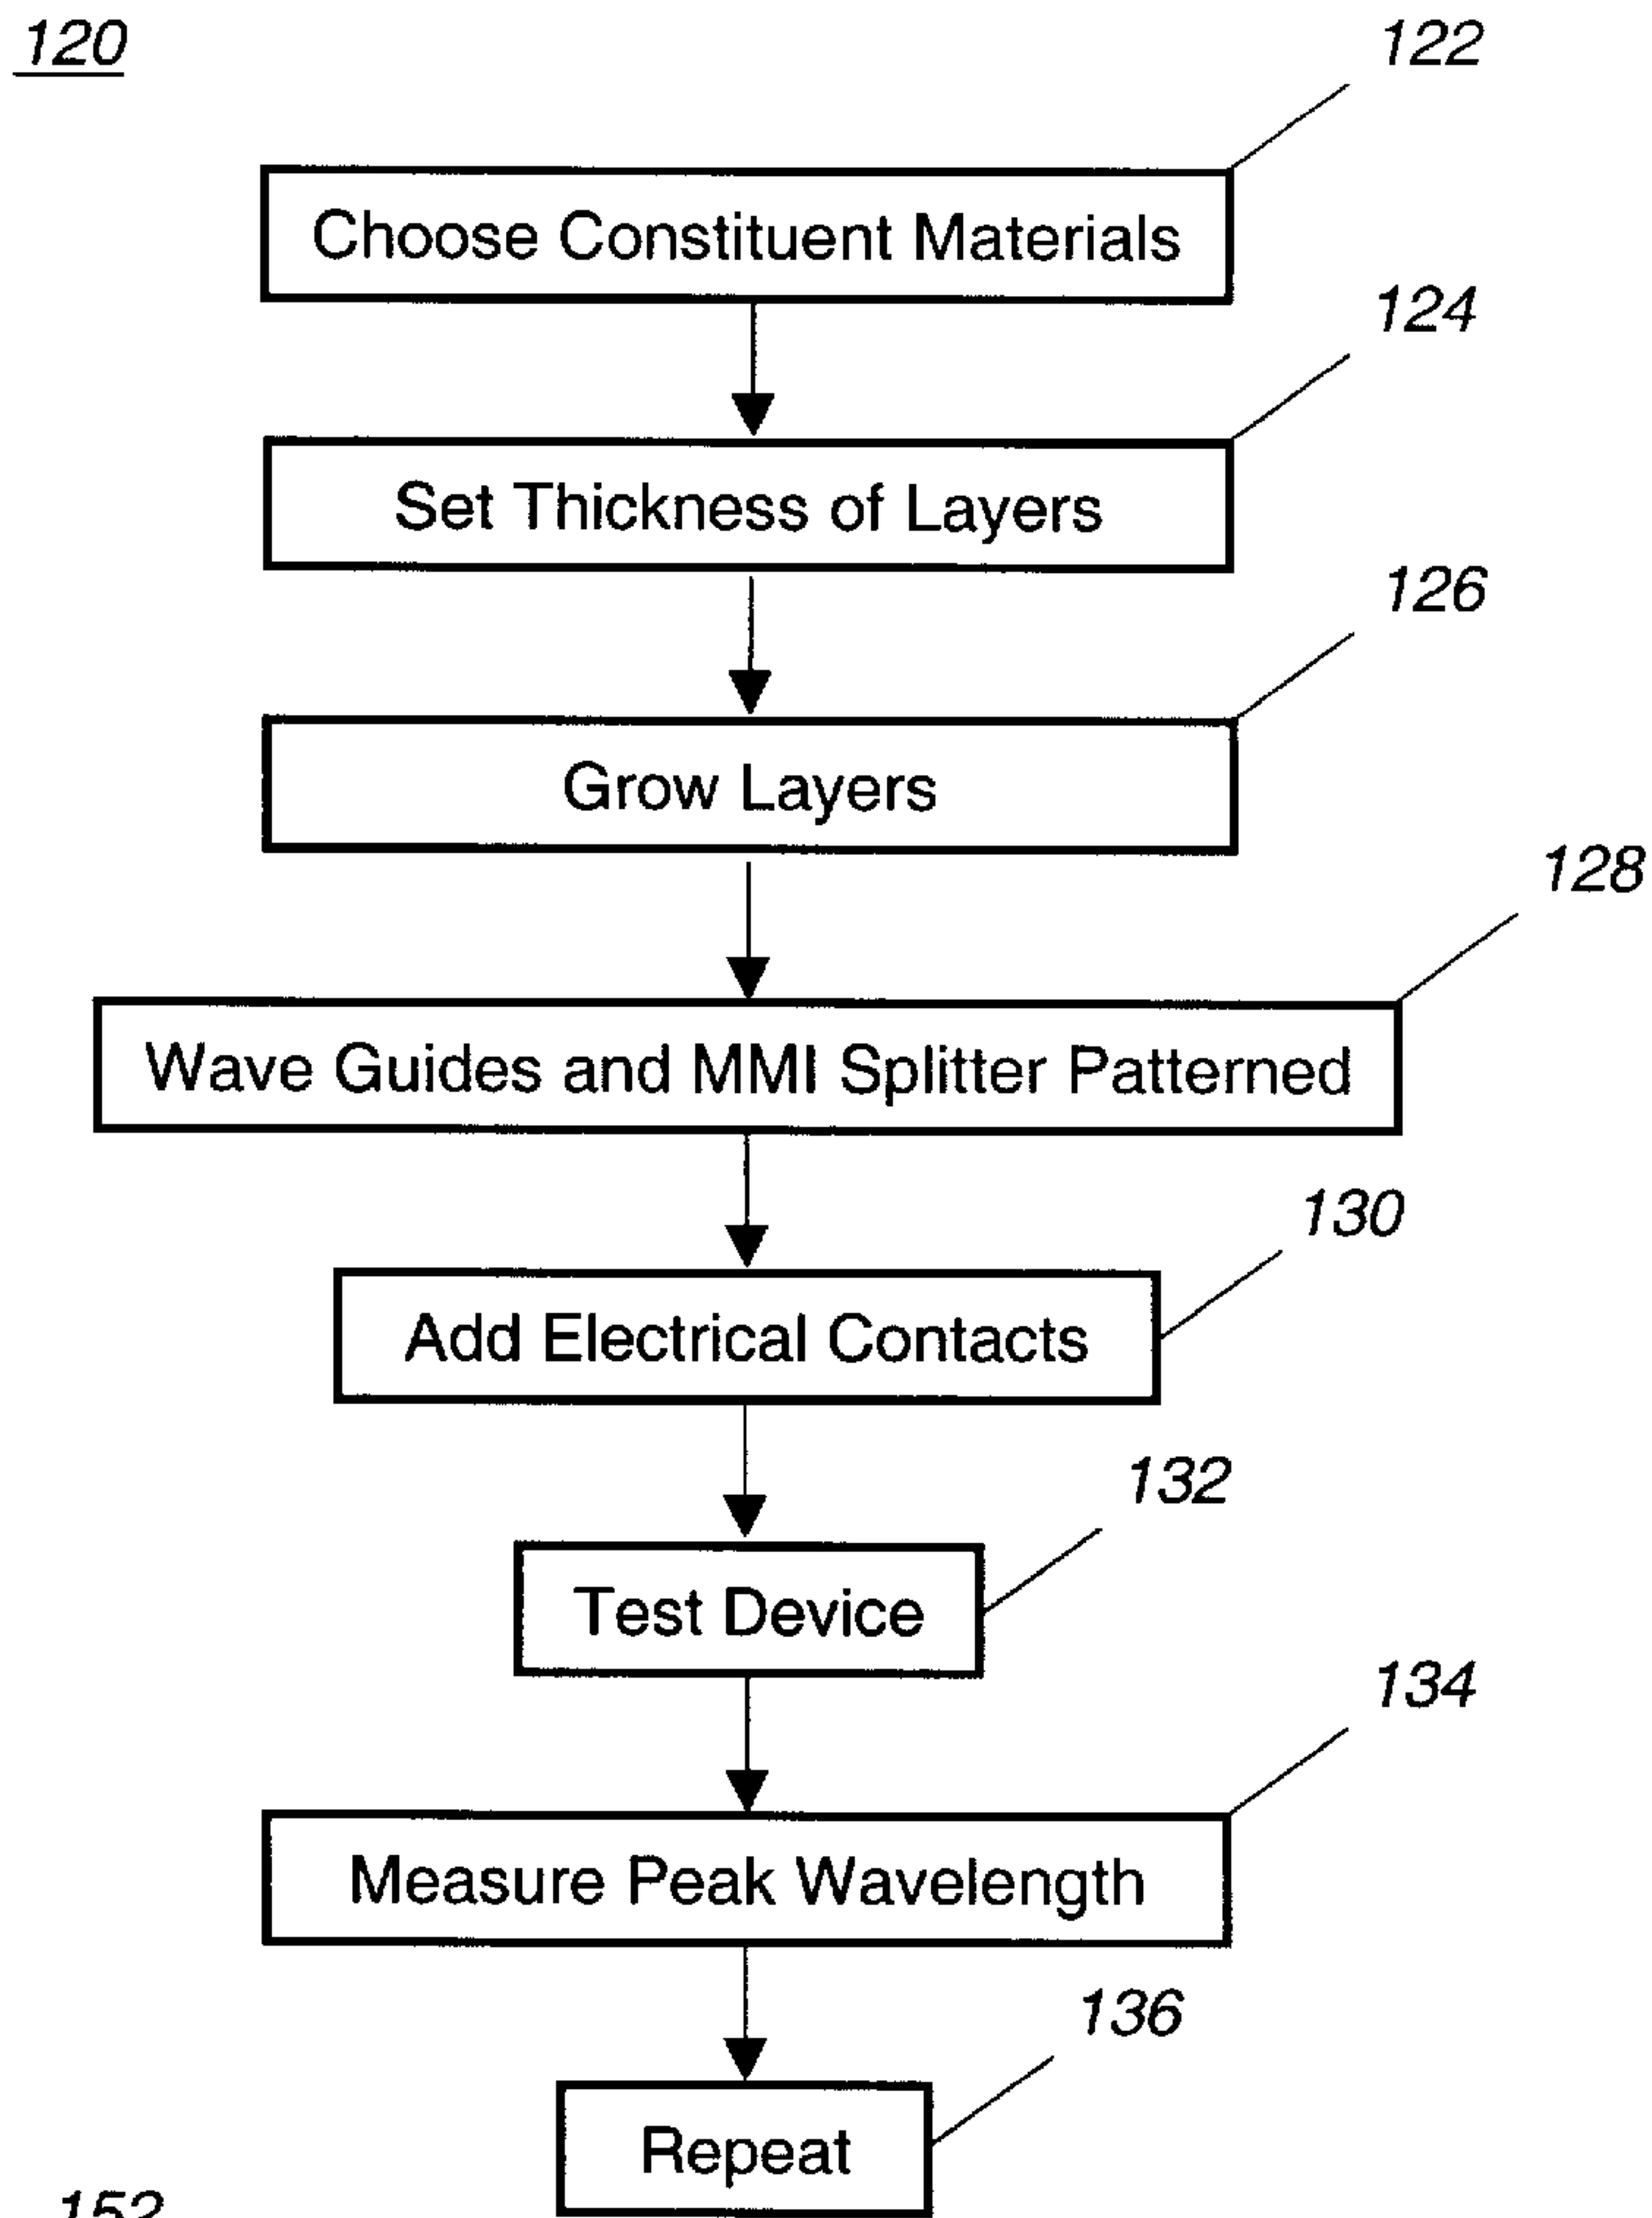 120
122
Choose Constituent Materials
124
Set Thickness of Layers
126
Grow Layers
128
Wave Guides and MMI Splitter Patterned
130
Add Electrical Contacts
132
Test Device
134
Measure Peak Wavelength
136
Repeat
152